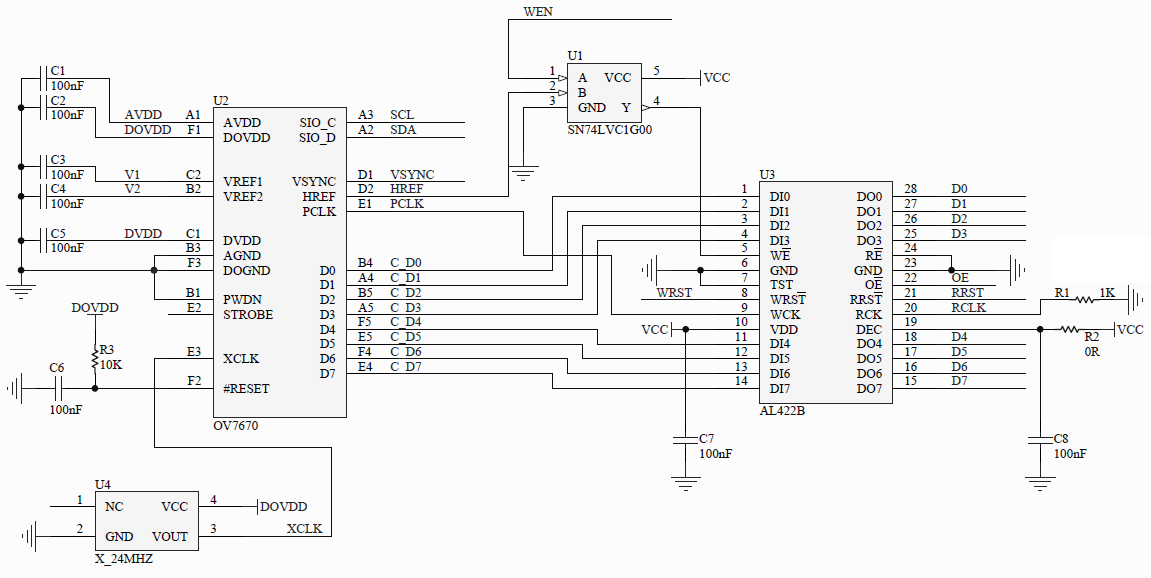 WEN
U1
1 A VCC 5 VCC
2 B
3 GND Y 4
SN74LVC1G00
C1
100nF
C2
100nF
C3
100nF
C4
100nF
C5
100nF
U2
AVDD A1 AVDD SIO_C A3 SCL
DOVDD F1 DOVDD SIO_D A2 SDA
V1 C2 VREF1 VSYNC D1 VSYNC
V2 B2 VREF2 HREF D2 HREF
PCLK E1 PCLK
DVDD C1 DVDD
B3 AGND
F3 DOGND D0 B4 C_D0
D1 A4 C_D1
B1 PWDN D2 B5 C_D2
E2 STROBE D3 A5 C_D3
D4 F5 C_D4
D5 E5 C_D5
E3 XCLK D6 F4 C_D6
D7 E4 C_D7
F2 #RESET
OV7670
DOVDD
R3
10K
C6
100nF
U3
1 DI0 DO0 28 D0
2 DI1 DO1 27 D1
3 DI2 DO2 26 D2
4 DI3 DO3 25 D3
5 WE RE 24
6 GND GND 23
7 TST OE 22 OE
WRST 8 WRST RRST 21 RRST
9 WCK RCK 20 RCLK
VCC 10 VDD DEC 19
11 DI4 DO4 18 D4
12 DI5 DO5 17 D5
13 DI6 DO6 16 D6
14 DI7 DO7 15 D7
AL422B
R1 1K
R2
0R
VCC
C7
100nF
C8
100nF
U4
1 NC VCC 4 DOVDD
2 GND VOUT 3 XCLK
X_24MHZ